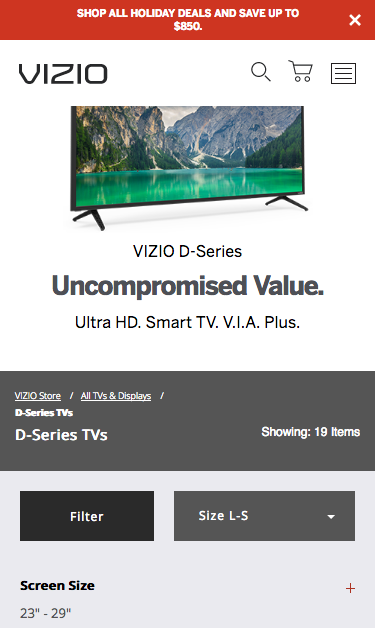 SHOP ALL HOLIDAY DEALS AND SAVE UP TO
$850.
VIZIO
VIZIO D-Series
Uncompromised Value.
Ultra HD. Smart TV. V.I.A. Plus.
VIZIO Store / All TVs & Displays /
D-Series TVs
D-Series TVs
Showing: 19 Items
Filter
Size L-S
Screen Size
23" - 29"